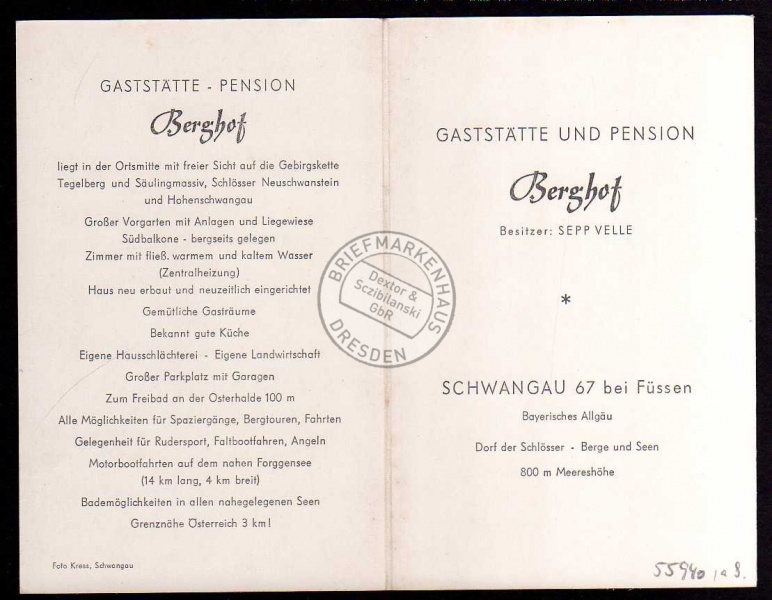 GASTSTÄTTE - PENSION
Berghof
liegt in der Ortsmitte mit freier Sicht auf die Gebirgskette
Tegelberg und Säulingmassiv, Schlösser Neuschwanstein
und Hohenschwangau
Großer Vorgarten mit Anlagen und Liegewiese
Südbalkone - bergseits gelegen
Zimmer mit fließ. warmem und kaltem Wasser
(Zentralheizung)
Haus neu erbaut und neuzeitlich eingerichtet
Gemütliche Gasträume
Bekannt gute Küche
Eigene Hausschlächterei - Eigene Landwirtschaft
Großer Parkplatz mit Garagen
Zum Freibad an der Osterhalde 100 m
Alle Möglichkeiten für Spaziergänge, Bergtouren, Fahrten
Gelegenheit für Rudersport, Faltbootfahren, Angeln
Motorbootfahrten auf dem nahen Forggensee
(14 km lang, 4 km breit)
Bademöglichkeiten in allen nahegelegenen Seen
Grenznähe Österreich 3 km!
Foto Kress, Schwangau
BRIEFMARKENHAUS
Dextor &
Sczibilanski
GbR
DRESDEN
GASTSTÄTTE UND PENSION
Berghof
Besitzer: SEPP VELLE
*
SCHWANGAU 67 bei Füssen
Bayerisches Allgäu
Dorf der Schlösser - Berge und Seen
800 m Meereshöhe
55940